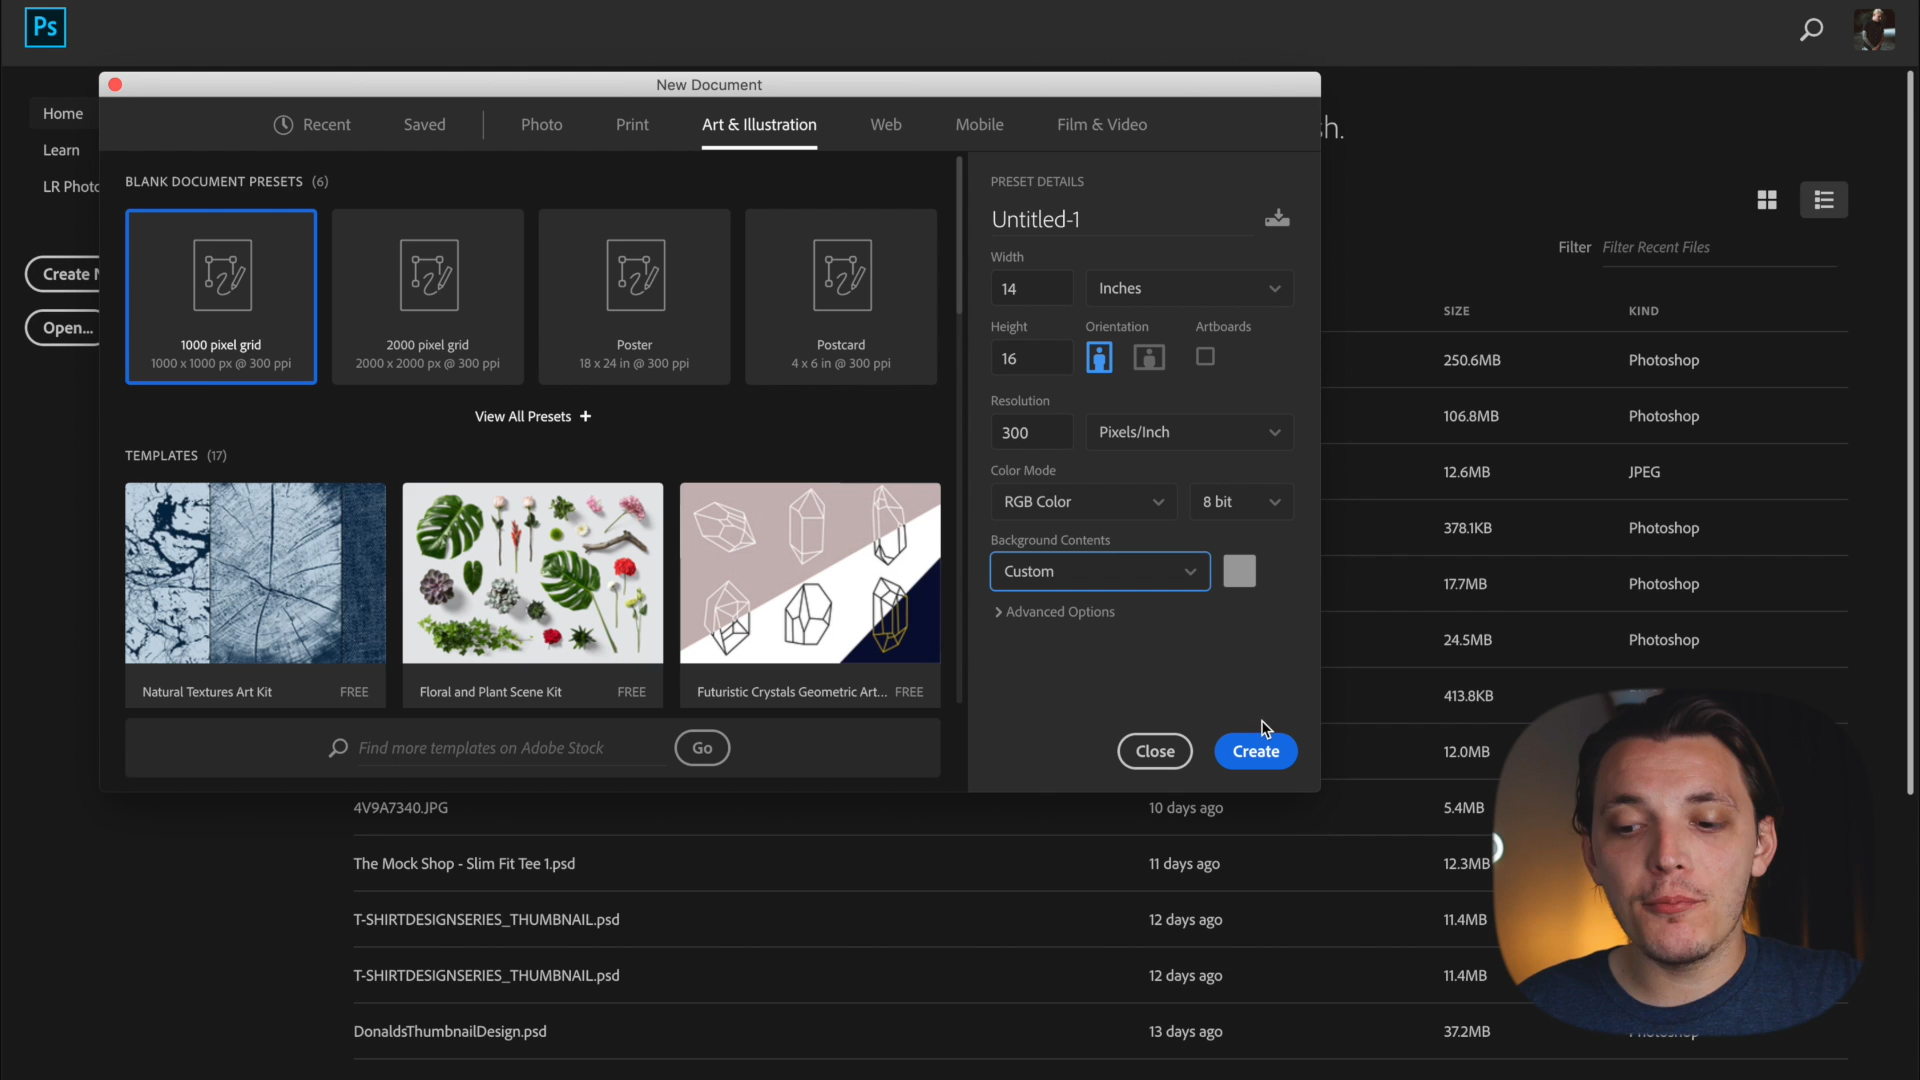 Ps
New Document
Home
Learn
LR Photo
Create N
Open...
Recent
Saved
Photo
Print
Art & Illustration
Web
Mobile
Film & Video
sh.
BLANK DOCUMENT PRESETS (6)
1000 pixel grid
1000 x 1000 px @ 300 ppi
2000 pixel grid
2000 x 2000 px @ 300 ppi
Poster
18 x 24 in @ 300 ppi
Postcard
4 x 6 in @ 300 ppi
View All Presets +
TEMPLATES (17)
Natural Textures Art Kit FREE
Floral and Plant Scene Kit FREE
Futuristic Crystals Geometric Art... FREE
Find more templates on Adobe Stock
Go
PRESET DETAILS
Untitled-1
Width
14 Inches
Height Orientation Artboards
16
Resolution
300 Pixels/Inch
Color Mode
RGB Color 8 bit
Background Contents
Custom
Advanced Options
Close
Create
Filter Filter Recent Files
SIZE KIND
250.6MB Photoshop
106.8MB Photoshop
12.6MB JPEG
378.1KB Photoshop
17.7MB Photoshop
24.5MB Photoshop
413.8KB
12.0MB
4V9A7340.JPG 10 days ago 5.4MB
The Mock Shop - Slim Fit Tee 1.psd 11 days ago 12.3MB
T-SHIRTDESIGNSERIES_THUMBNAIL.psd 12 days ago 11.4MB
T-SHIRTDESIGNSERIES_THUMBNAIL.psd 12 days ago 11.4MB
DonaldsThumbnailDesign.psd 13 days ago 37.2MB